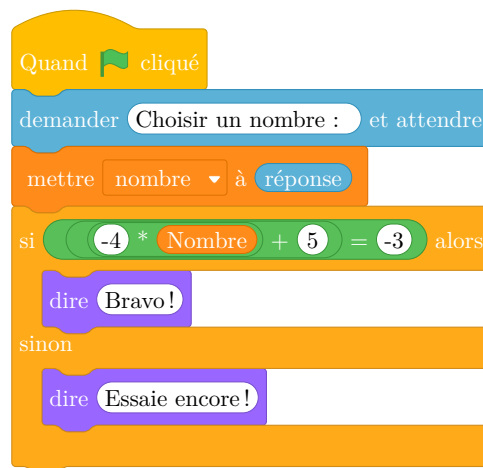 Quand cliqué
demander Choisir un nombre : et attendre
mettre nombre à réponse
si -4 * Nombre + 5 = -3 alors
dire Bravo !
sinon
dire Essaie encore !